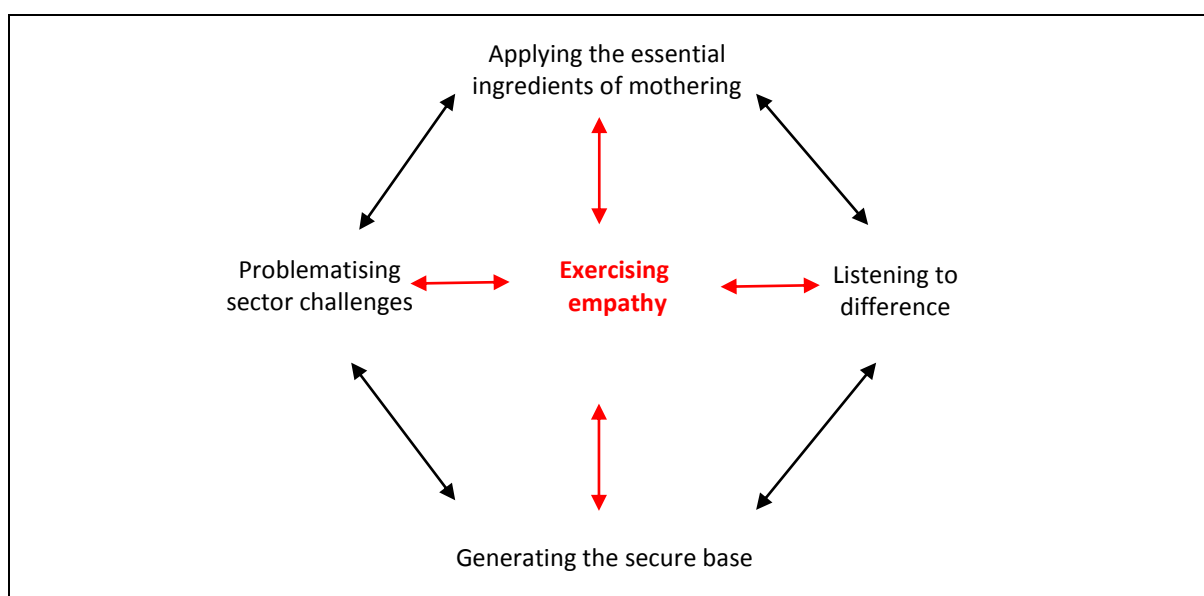 Applying the essential
ingredients of mothering
Problematising
sector challenges
Exercising
empathy
Listening to
difference
Generating the secure base